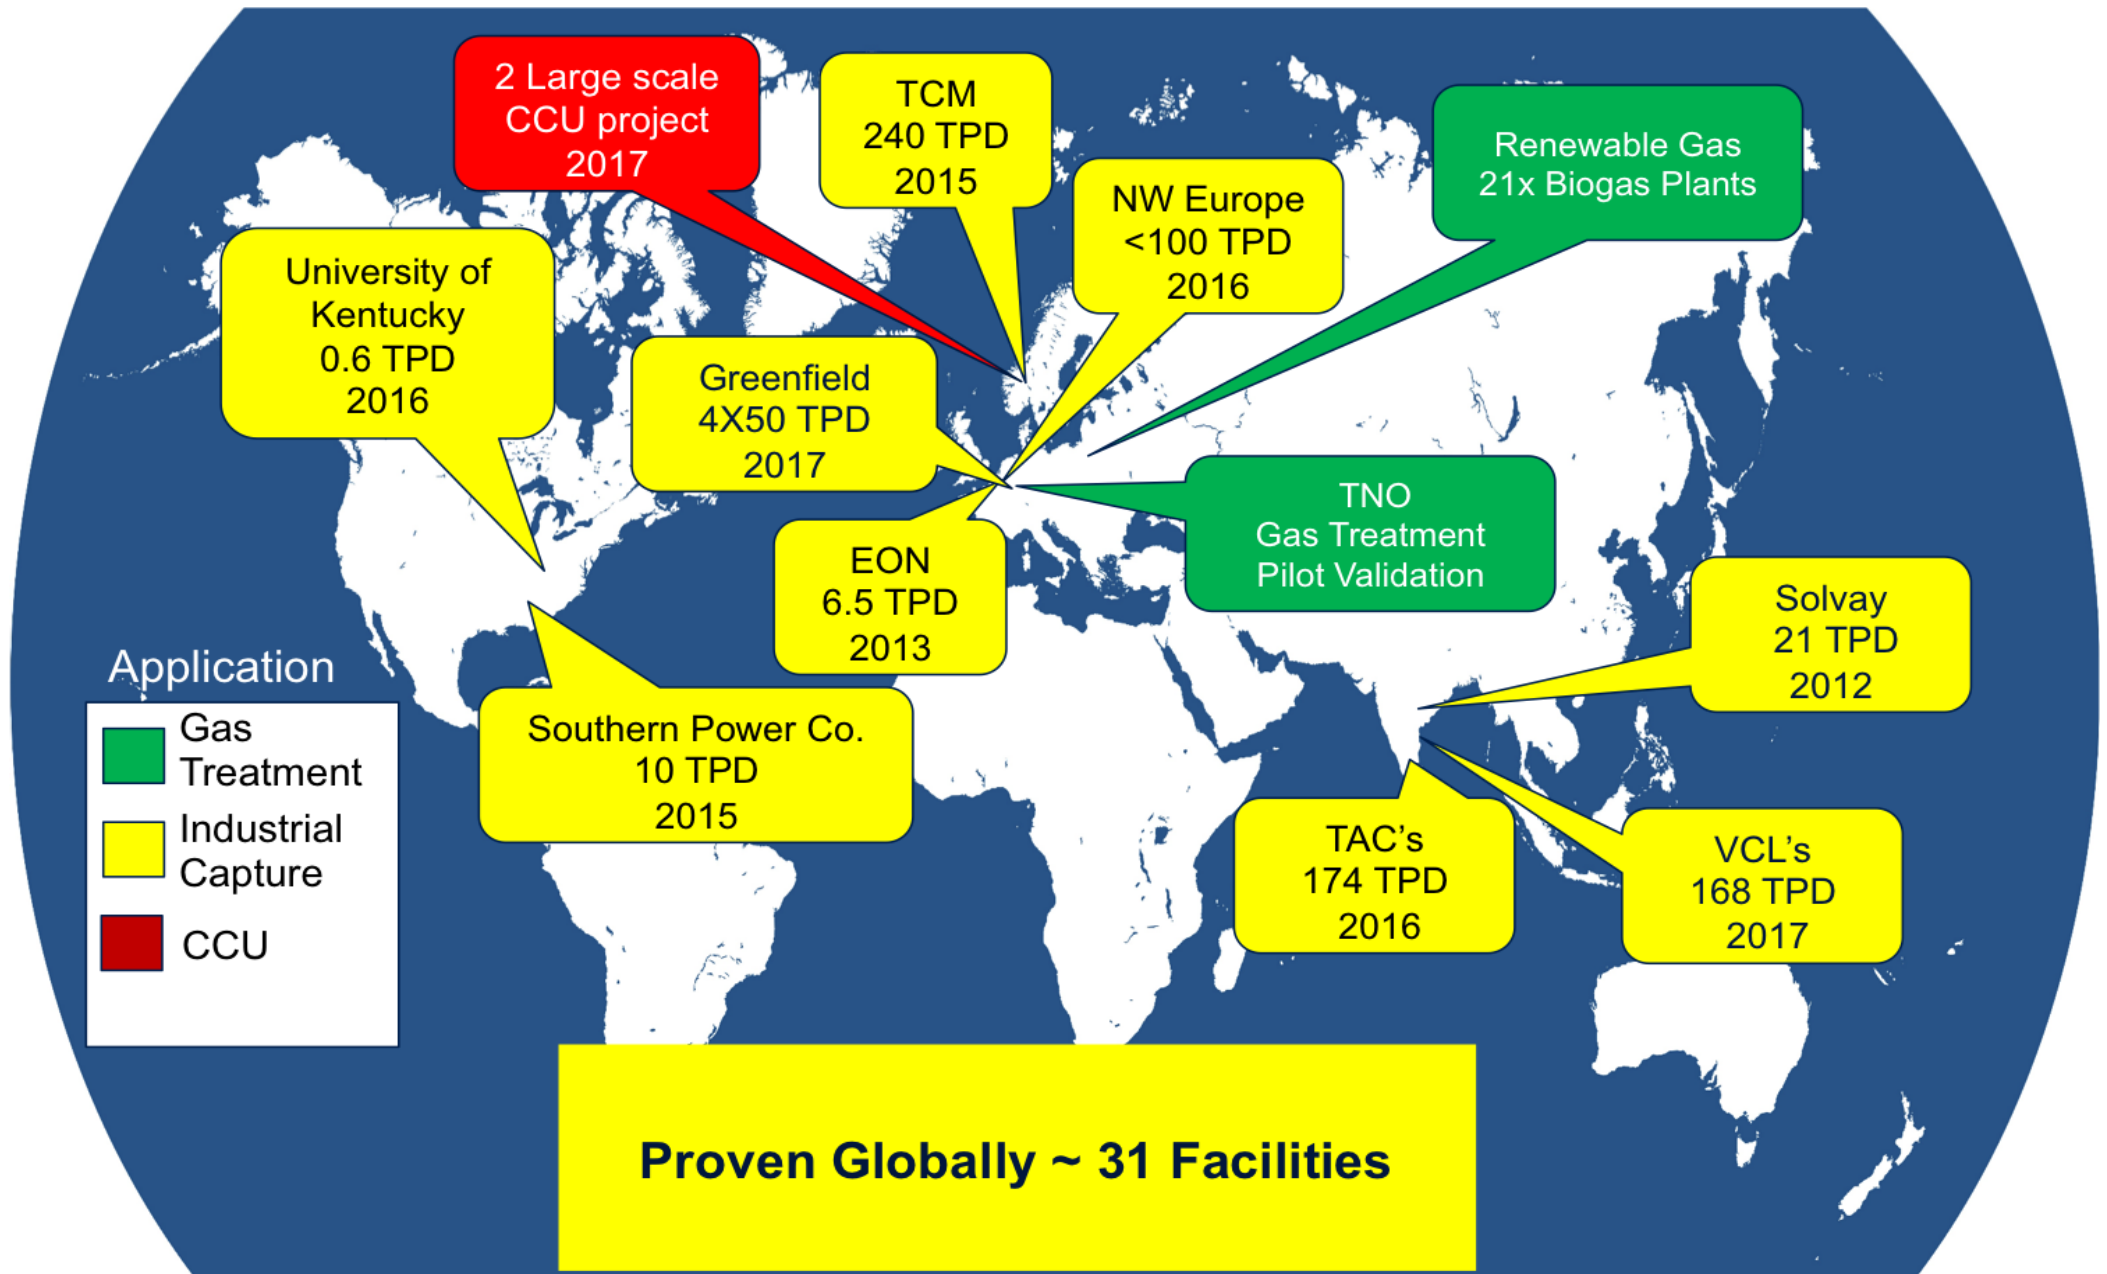 2 Large scale
CCU project
2017
TCM
240 TPD
2015
NW Europe
<100 TPD
2016
Renewable Gas
21x Biogas Plants
University of
Kentucky
0.6 TPD
2016
Greenfield
4X50 TPD
2017
TNO
Gas Treatment
Pilot Validation
EON
6.5 TPD
2013
Solvay
21 TPD
2012
Southern Power Co.
10 TPD
2015
TAC’s
174 TPD
2016
VCL’s
168 TPD
2017
Application
Gas
Treatment
Industrial
Capture
CCU
Proven Globally ~ 31 Facilities